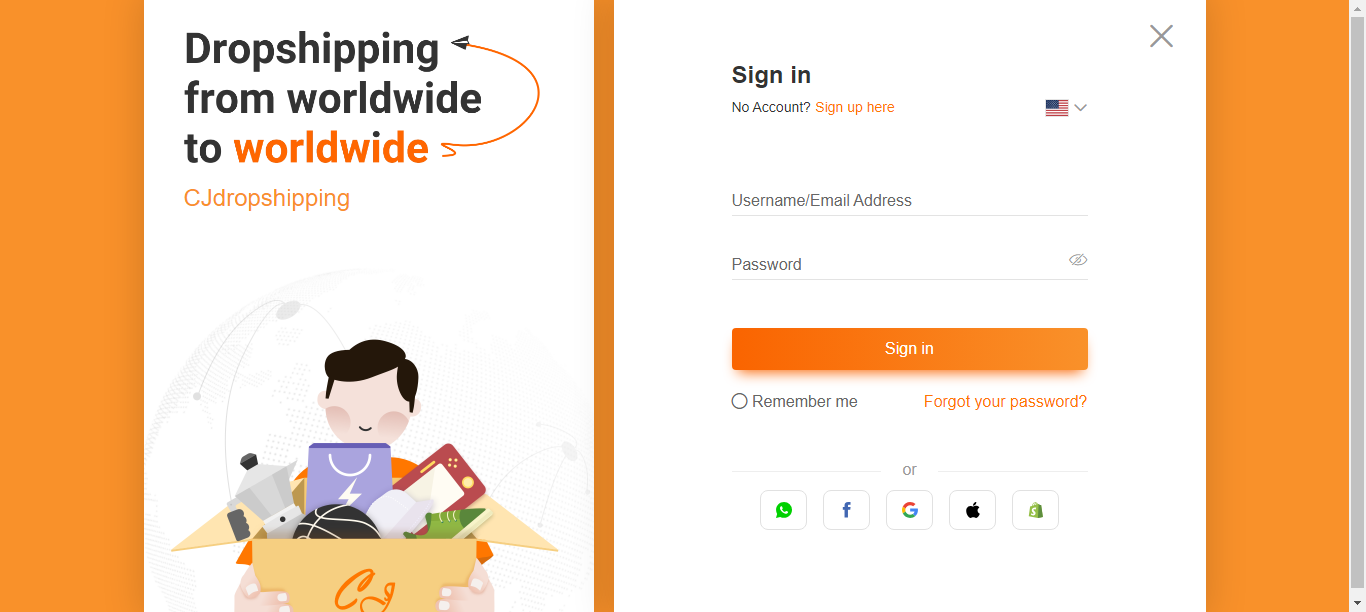 Dropshipping
from worldwide
to worldwide
CJdropshipping
CJ
Sign in
No Account? Sign up here
Username/Email Address
Password
Sign in
Remember me
Forgot your password?
or